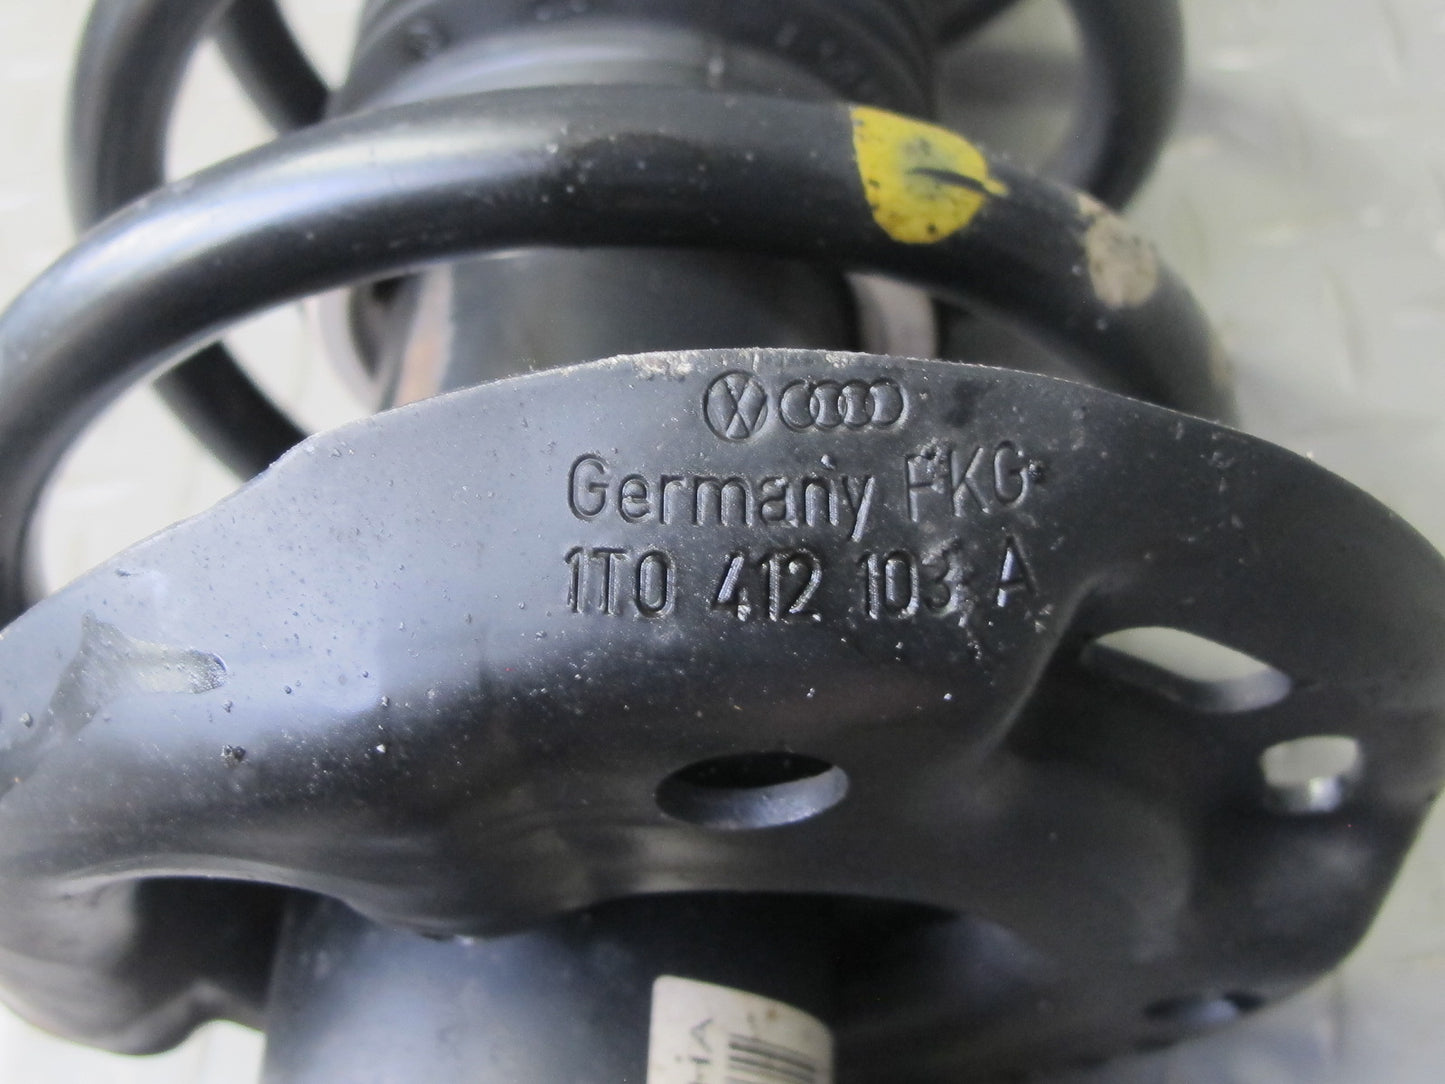 Germany FKG
1T0 412 103 A